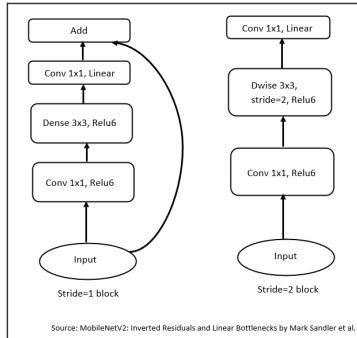 Add
Conv 1x1, Linear
Dense 3x3, Relu6
Conv 1x1, Relu6
Input
Stride=1 block
Conv 1x1, Linear
Dwise 3x3,
stride=2, Relu6
Conv 1x1, Relu6
Input
Stride=2 block
Source: MobileNetV2: Inverted Residuals and Linear Bottlenecks by Mark Sandler et al.